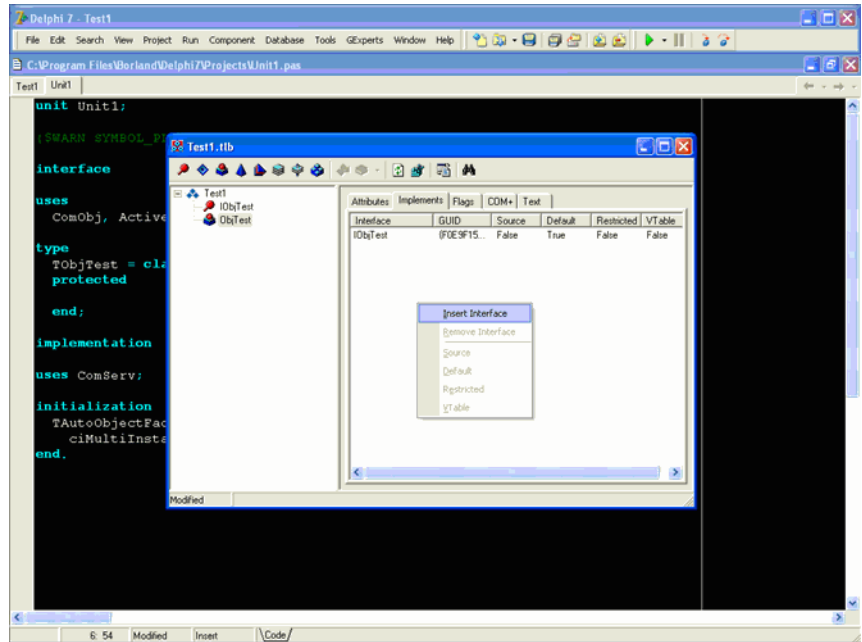 Delphi 7 - Test1
File Edit Search View Project Run Component Database Tools GExperts Window Help
C:\Program Files\Borland\Delphi7\Projects\Unit1.pas
Test1 Unit1
unit Unit1;
{$WARN SYMBOL_PL
interface
uses
ComObj, Active
type
TObjTest = cla
protected
end;
implementation
uses ComServ;
initialization
TAutoObjectFac
ciMultiInsta
end.
Test1.tlb
Test1
IObjTest
ObjTest
Attributes Implements Flags COM+ Text
Interface GUID Source Default Restricted VTable
IObjTest {F0E9F15... False True False False
Insert Interface
Remove Interface
Source
Default
Restricted
VTable
Modified
6: 54 Modified Insert Code